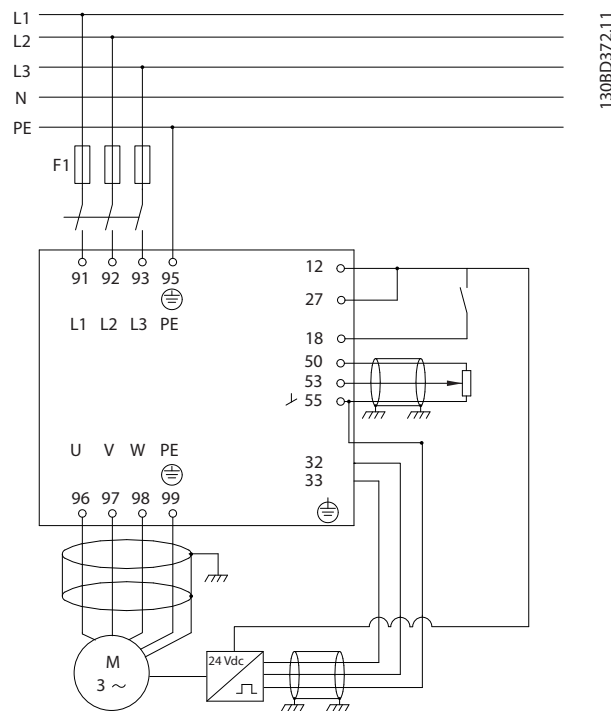 L1
L2
L3
N
PE
130BD372.11
F1
91 92 93 95
L1 L2 L3 PE
12
27
18
50
53
55
U V W PE
32
33
96 97 98 99
M
3 ~
24 Vdc